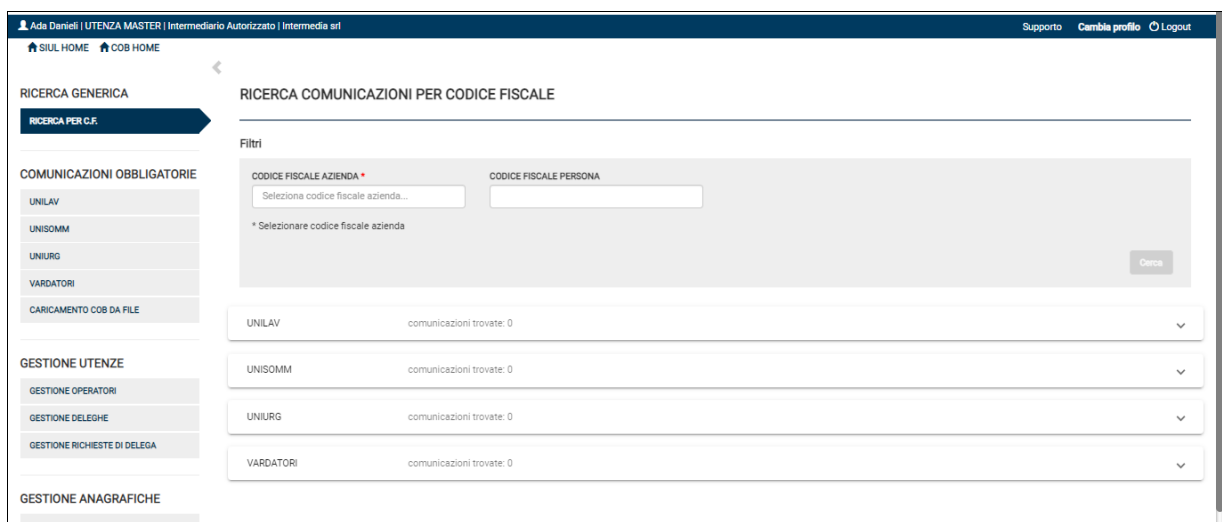 Ada Danieli | UTENZA MASTER | Intermediario Autorizzato | Intermedia srl
Supporto Cambia profilo Logout
SIUL HOME COB HOME
RICERCA GENERICA
RICERCA PER C.F.
COMUNICAZIONI OBBLIGATORIE
UNILAV
UNISOMM
UNIURG
VARDATORI
CARICAMENTO COB DA FILE
GESTIONE UTENZE
GESTIONE OPERATORI
GESTIONE DELEGHE
GESTIONE RICHIESTE DI DELEGA
GESTIONE ANAGRAFICHE
RICERCA COMUNICAZIONI PER CODICE FISCALE
Filtri
CODICE FISCALE AZIENDA * CODICE FISCALE PERSONA
Seleziona codice fiscale azienda...
* Selezionare codice fiscale azienda
Cerca
UNILAV comunicazioni trovate: 0
UNISOMM comunicazioni trovate: 0
UNIURG comunicazioni trovate: 0
VARDATORI comunicazioni trovate: 0